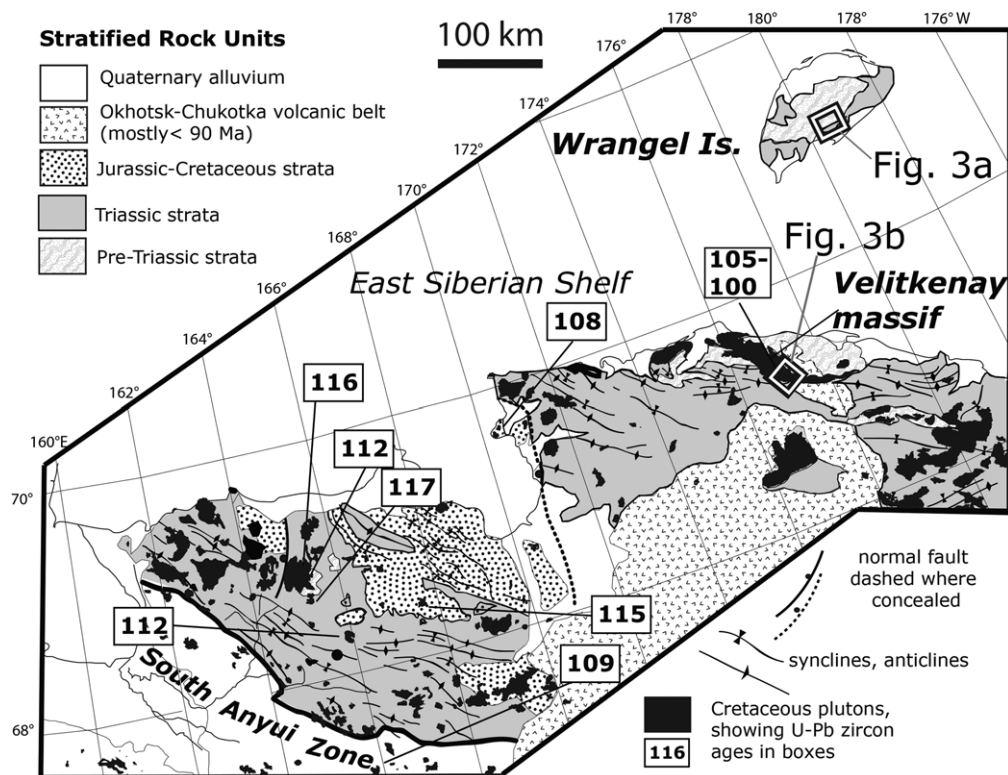 Stratified Rock Units
Quaternary alluvium
Okhotsk-Chukotka volcanic belt
(mostly< 90 Ma)
Jurassic-Cretaceous strata
Triassic strata
Pre-Triassic strata
100 km
160°E
162°
164°
166°
168°
170°
172°
174°
176°
178°
180°
178°
176°W
70°
68°
Wrangel Is.
Fig. 3a
Fig. 3b
East Siberian Shelf
105-
100
Velitkenay
massif
108
116
112
117
112
115
109
South Anyui Zone
normal fault
dashed where
concealed
synclines, anticlines
Cretaceous plutons,
showing U-Pb zircon
ages in boxes
116